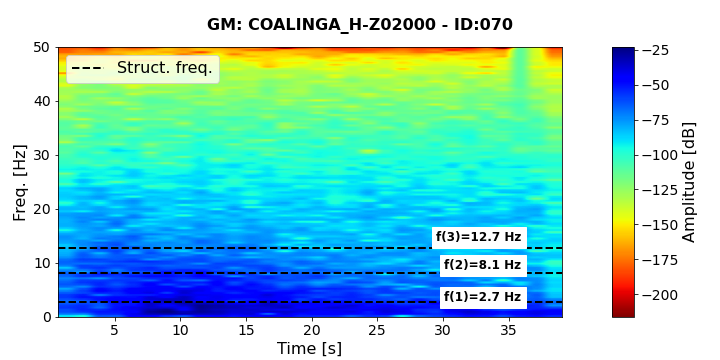 GM: COALINGA_H-Z02000 - ID:070
50
40
30
20
10
0
Freq. [Hz]
Struct. freq.
f(3)=12.7 Hz
f(2)=8.1 Hz
f(1)=2.7 Hz
5
10
15
20
25
30
35
Time [s]
−25
−50
−75
−100
−125
−150
−175
−200
Amplitude [dB]